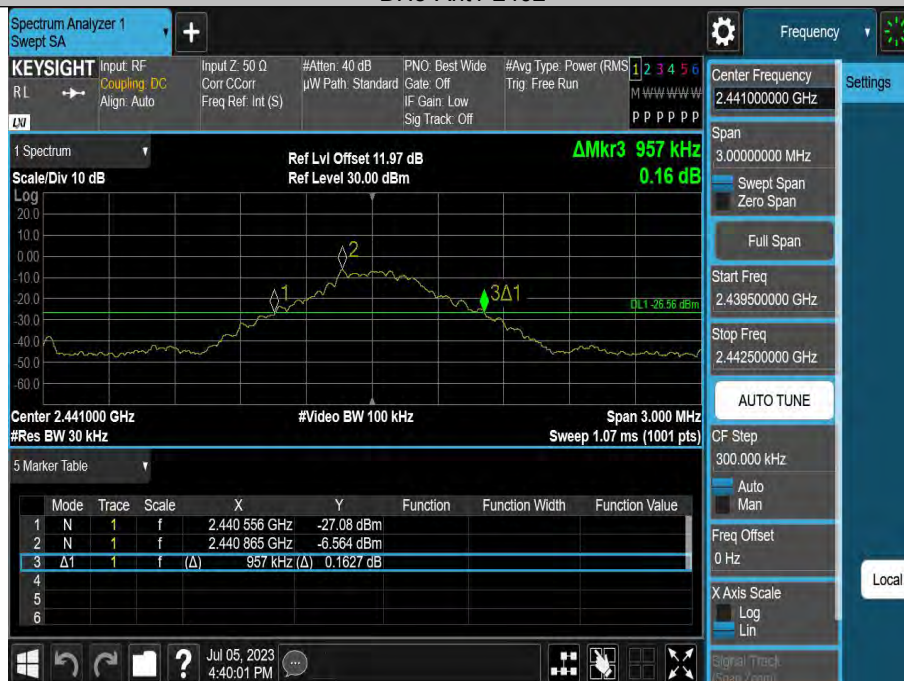 Spectrum Analyzer 1
Swept SA
Frequency
KEYSIGHT
RL
LXI
Input: RF
Coupling: DC
Align: Auto
Input Z: 50 Ω
Corr CCorr
Freq Ref: Int (S)
#Atten: 40 dB
µW Path: Standard
PNO: Best Wide
Gate: Off
IF Gain: Low
Sig Track: Off
#Avg Type: Power (RMS
Trig: Free Run
1 2 3 4 5 6
M W W W W W
P P P P P P
1 Spectrum
Scale/Div 10 dB
Log
Ref Lvl Offset 11.97 dB
Ref Level 30.00 dBm
ΔMkr3 957 kHz
0.16 dB
20.0
10.0
0.00
-10.0
-20.0
-30.0
-40.0
-50.0
-60.0
1
2
3Δ1
DL1 -26.56 dBm
Center 2.441000 GHz
#Video BW 100 kHz
Span 3.000 MHz
#Res BW 30 kHz
Sweep 1.07 ms (1001 pts)
5 Marker Table
Mode Trace Scale X Y Function Function Width Function Value
1 N 1 f 2.440 556 GHz -27.08 dBm
2 N 1 f 2.440 865 GHz -6.564 dBm
3 Δ1 1 f (Δ) 957 kHz (Δ) 0.1627 dB
4
5
6
Jul 05, 2023
4:40:01 PM
Center Frequency
2.441000000 GHz
Settings
Span
3.00000000 MHz
Swept Span
Zero Span
Full Span
Start Freq
2.439500000 GHz
Stop Freq
2.442500000 GHz
AUTO TUNE
CF Step
300.000 kHz
Auto
Man
Freq Offset
0 Hz
Local
X Axis Scale
Log
Lin
Signal Track
(Span Zoom)